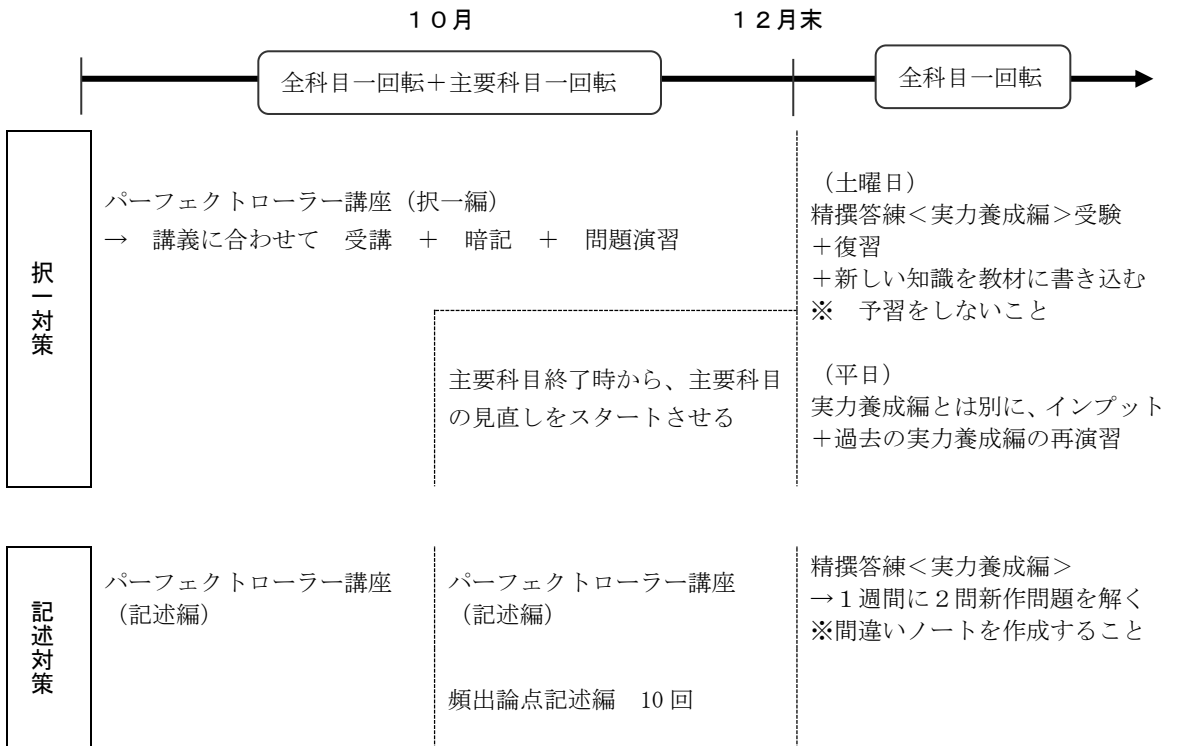 １０月
１２月末
全科目一回転＋主要科目一回転
全科目一回転
択一対策
パーフェクトローラー講座（択一編）
→　講義に合わせて　受講　＋　暗記　＋　問題演習
主要科目終了時から、主要科目
の見直しをスタートさせる
（土曜日）
精撰答練＜実力養成編＞受験
＋復習
＋新しい知識を教材に書き込む
※　予習をしないこと
（平日）
実力養成編とは別に、インプット
＋過去の実力養成編の再演習
記述対策
パーフェクトローラー講座
（記述編）
パーフェクトローラー講座
（記述編）
頻出論点記述編　10 回
精撰答練＜実力養成編＞
→１週間に２問新作問題を解く
※間違いノートを作成すること